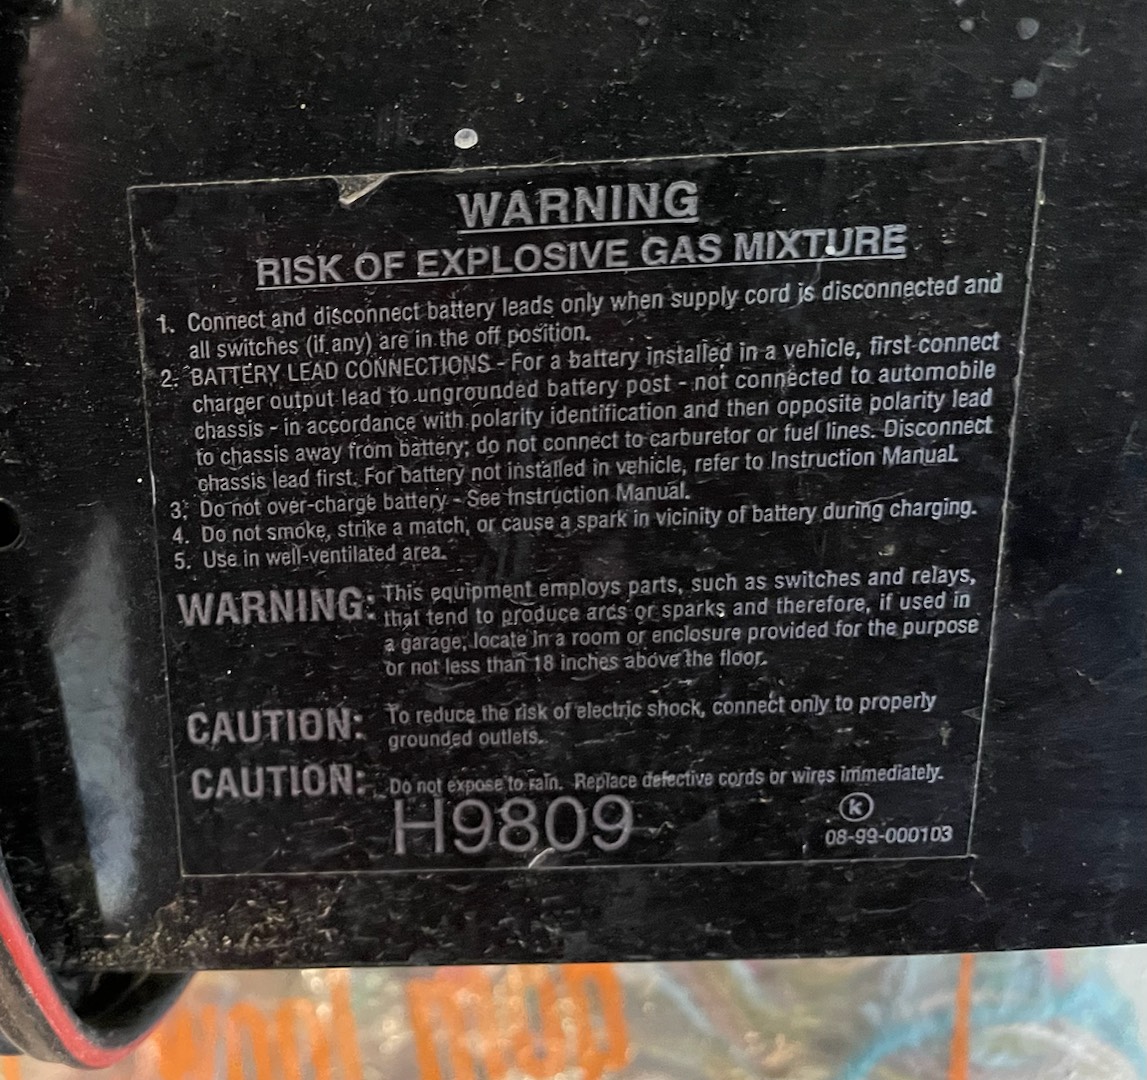 WARNING
RISK OF EXPLOSIVE GAS MIXTURE
1. Connect and disconnect battery leads only when supply cord is disconnected and
all switches (if any) are in the off position.
2. BATTERY LEAD CONNECTIONS - For a battery installed in a vehicle, first connect
charger output lead to ungrounded battery post - not connected to automobile
chassis - in accordance with polarity identification and then opposite polarity lead
to chassis away from battery; do not connect to carburetor or fuel lines. Disconnect
chassis lead first. For battery not installed in vehicle, refer to Instruction Manual.
3. Do not over-charge battery - See Instruction Manual.
4. Do not smoke, strike a match, or cause a spark in vicinity of battery during charging.
5. Use in well-ventilated area.
WARNING: This equipment employs parts, such as switches and relays,
that tend to produce arcs or sparks and therefore, if used in
a garage, locate in a room or enclosure provided for the purpose
or not less than 18 inches above the floor.
CAUTION: To reduce the risk of electric shock, connect only to properly
grounded outlets.
CAUTION: Do not expose to rain. Replace defective cords or wires immediately.
H9809
k
08-99-000103